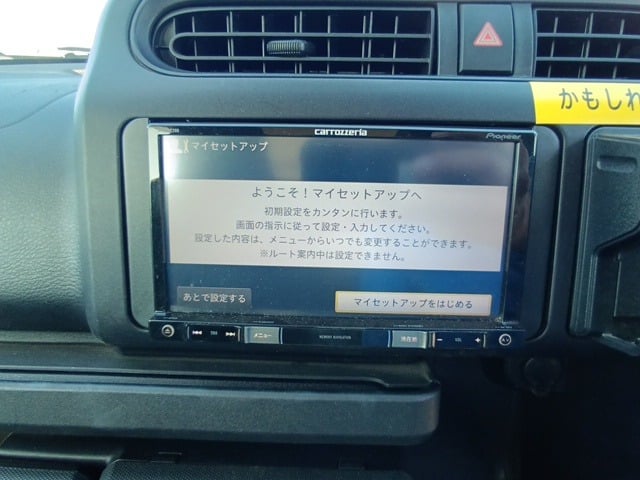 かもしれ
carrozzeria
Pioneer
マイセットアップ
ようこそ！マイセットアップへ
初期設定をカンタンに行います。
画面の指示に従って設定・入力してください。
設定した内容は、メニューからいつでも変更することができます。
※ルート案内中は設定できません。
あとで設定する
マイセットアップをはじめる
メニュー
MEMORY NAVIGATION
現在地
− VOL +